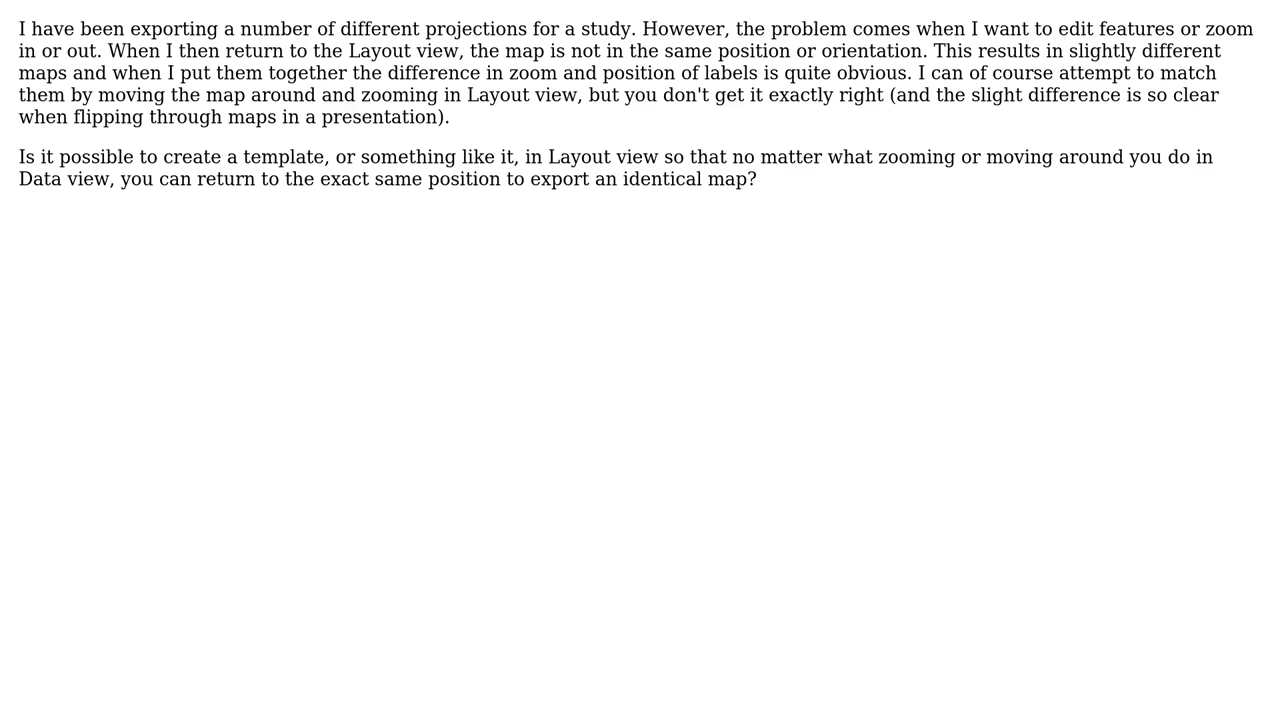 I have been exporting a number of different projections for a study. However, the problem comes when I want to edit features or zoom
in or out. When I then return to the Layout view, the map is not in the same position or orientation. This results in slightly different
maps and when I put them together the difference in zoom and position of labels is quite obvious. I can of course attempt to match
them by moving the map around and zooming in Layout view, but you don't get it exactly right (and the slight difference is so clear
when flipping through maps in a presentation).
Is it possible to create a template, or something like it, in Layout view so that no matter what zooming or moving around you do in
Data view, you can return to the exact same position to export an identical map?